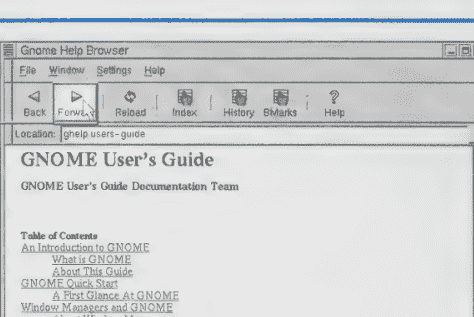 Gnome Help Browser
File Window Settings Help
Back Forward Reload Index History BMarks Help
Location: ghelp:users-guide
GNOME User's Guide
GNOME User's Guide Documentation Team
Table of Contents
An Introduction to GNOME
What is GNOME
About This Guide
GNOME Quick Start
A First Glance At GNOME
Window Managers and GNOME